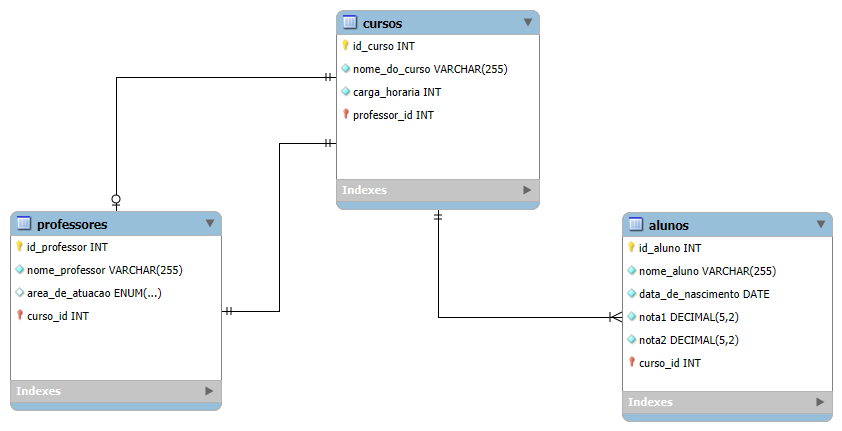 cursos
id_curso INT
nome_do_curso VARCHAR(255)
carga_horaria INT
professor_id INT
Indexes
professores
id_professor INT
nome_professor VARCHAR(255)
area_de_atuacao ENUM(...)
curso_id INT
Indexes
alunos
id_aluno INT
nome_aluno VARCHAR(255)
data_de_nascimento DATE
nota1 DECIMAL(5,2)
nota2 DECIMAL(5,2)
curso_id INT
Indexes